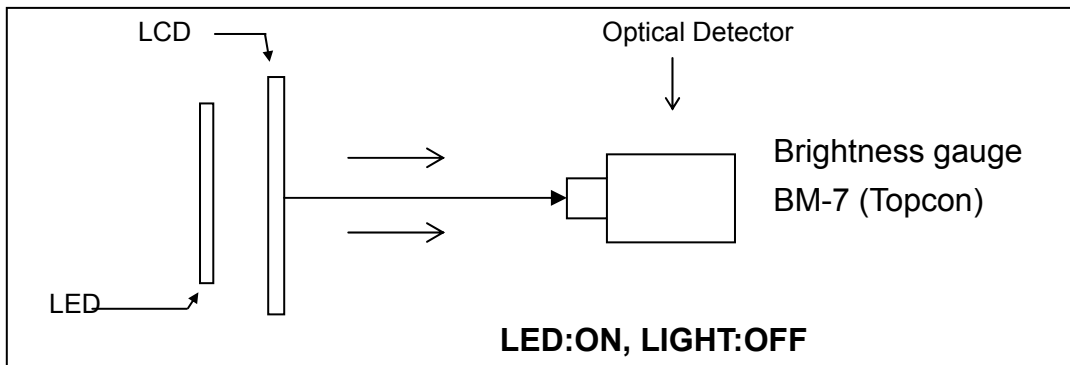 LCD
Optical Detector
Brightness gauge
BM-7 (Topcon)
LED
LED:ON, LIGHT:OFF